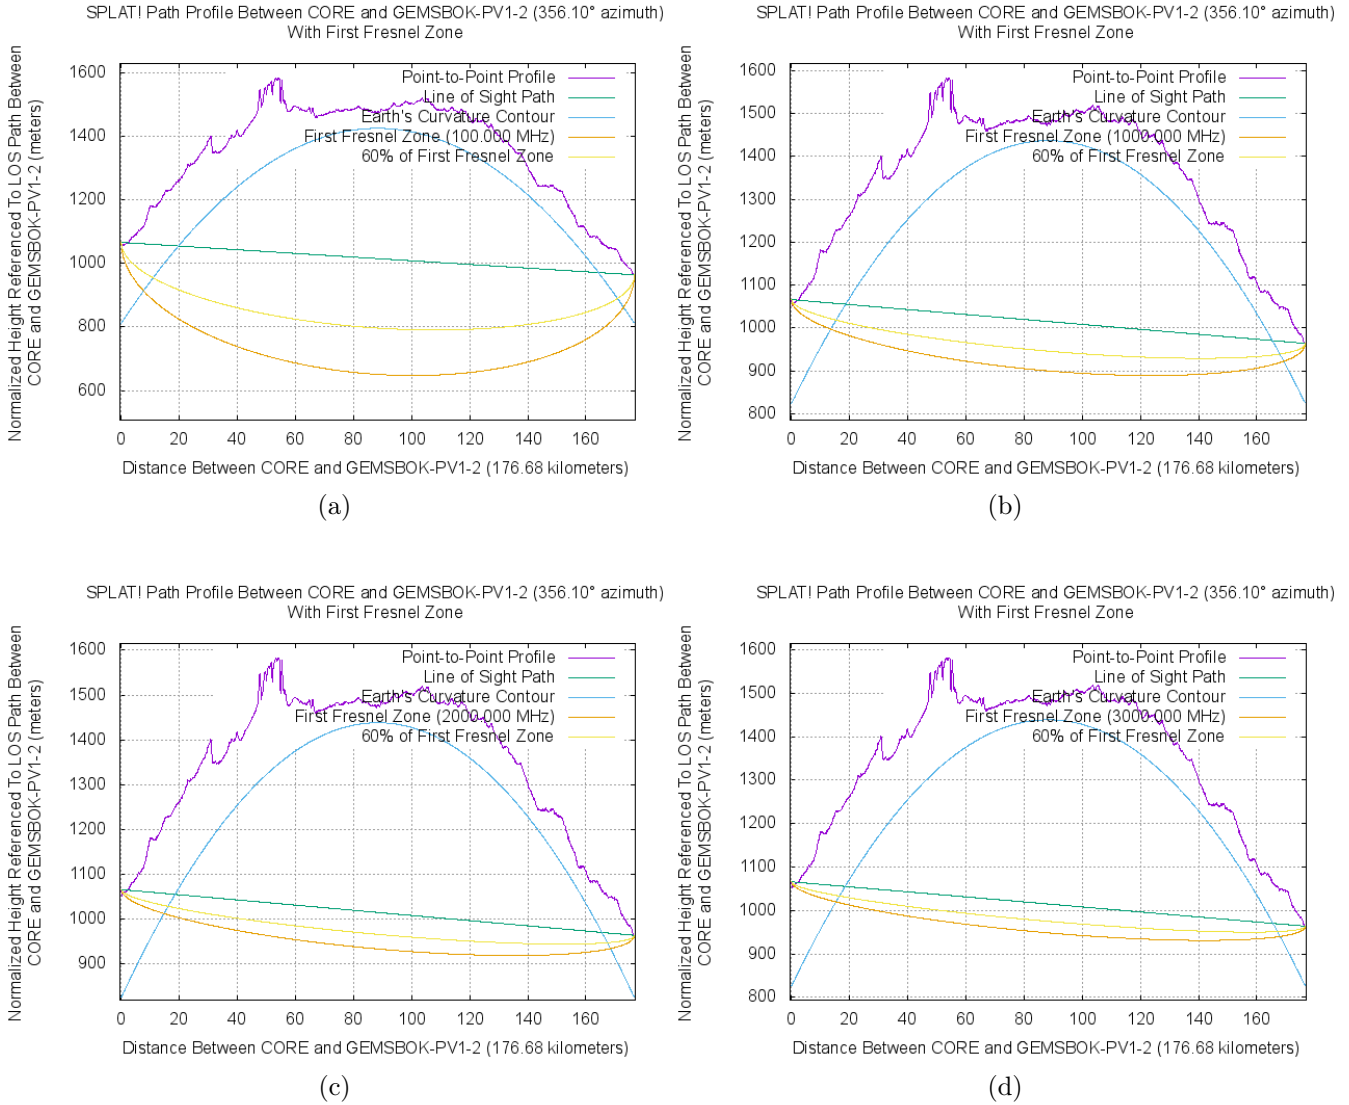 SPLAT! Path Profile Between CORE and GEMSBOK-PV1-2 (356.10° azimuth)
With First Fresnel Zone
Normalized Height Referenced To LOS Path Between
CORE and GEMSBOK-PV1-2 (meters)
1600
1400
1200
1000
800
600
Point-to-Point Profile
Line of Sight Path
Earth's Curvature Contour
First Fresnel Zone (100.000 MHz)
60% of First Fresnel Zone
0 20 40 60 80 100 120 140 160
Distance Between CORE and GEMSBOK-PV1-2 (176.68 kilometers)
(a)
SPLAT! Path Profile Between CORE and GEMSBOK-PV1-2 (356.10° azimuth)
With First Fresnel Zone
Normalized Height Referenced To LOS Path Between
CORE and GEMSBOK-PV1-2 (meters)
1600
1500
1400
1300
1200
1100
1000
900
800
Point-to-Point Profile
Line of Sight Path
Earth's Curvature Contour
First Fresnel Zone (1000.000 MHz)
60% of First Fresnel Zone
0 20 40 60 80 100 120 140 160
Distance Between CORE and GEMSBOK-PV1-2 (176.68 kilometers)
(b)
SPLAT! Path Profile Between CORE and GEMSBOK-PV1-2 (356.10° azimuth)
With First Fresnel Zone
Normalized Height Referenced To LOS Path Between
CORE and GEMSBOK-PV1-2 (meters)
1600
1500
1400
1300
1200
1100
1000
900
Point-to-Point Profile
Line of Sight Path
Earth's Curvature Contour
First Fresnel Zone (2000.000 MHz)
60% of First Fresnel Zone
0 20 40 60 80 100 120 140 160
Distance Between CORE and GEMSBOK-PV1-2 (176.68 kilometers)
(c)
SPLAT! Path Profile Between CORE and GEMSBOK-PV1-2 (356.10° azimuth)
With First Fresnel Zone
Normalized Height Referenced To LOS Path Between
CORE and GEMSBOK-PV1-2 (meters)
1600
1500
1400
1300
1200
1100
1000
900
800
Point-to-Point Profile
Line of Sight Path
Earth's Curvature Contour
First Fresnel Zone (3000.000 MHz)
60% of First Fresnel Zone
0 20 40 60 80 100 120 140 160
Distance Between CORE and GEMSBOK-PV1-2 (176.68 kilometers)
(d)